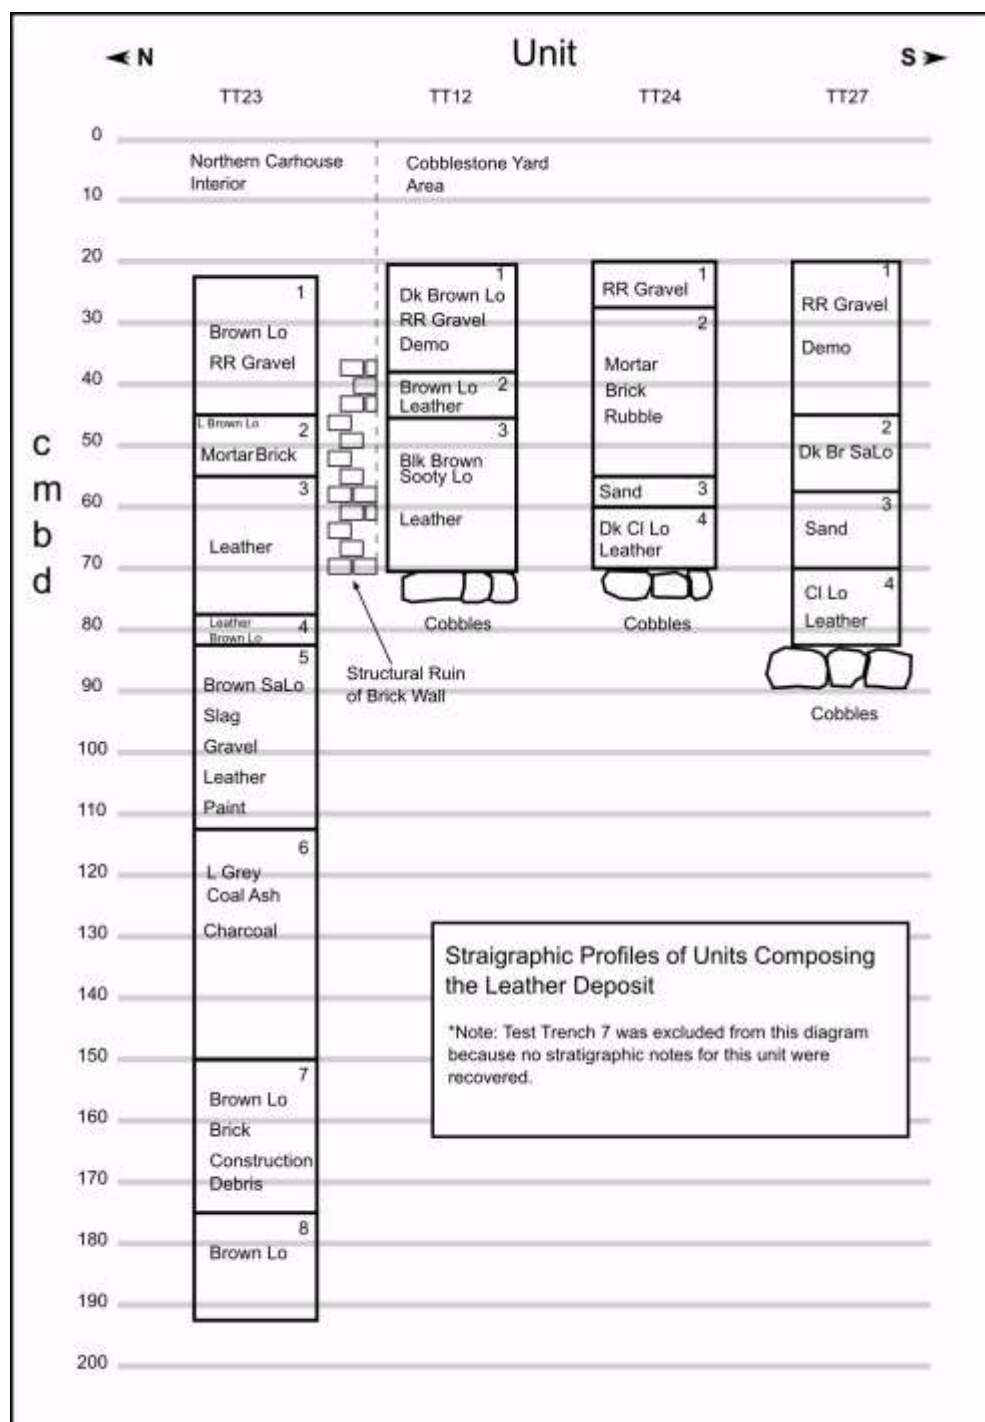 Unit
N
S
TT23
TT12
TT24
TT27
cmbd
0
10
20
30
40
50
60
70
80
90
100
110
120
130
140
150
160
170
180
190
200
Northern Carhouse
Interior
Cobblestone Yard
Area
1
Brown Lo
RR Gravel
L Brown Lo
2
Mortar Brick
3
Leather
Leather
4
Brown Lo
5
Brown SaLo
Slag
Gravel
Leather
Paint
6
L Grey
Coal Ash
Charcoal
7
Brown Lo
Brick
Construction
Debris
8
Brown Lo
Structural Ruin
of Brick Wall
1
Dk Brown Lo
RR Gravel
Demo
Brown Lo 2
Leather
3
Blk Brown
Sooty Lo
Leather
Cobbles
1
RR Gravel
2
Mortar
Brick
Rubble
Sand 3
4
Dk Cl Lo
Leather
Cobbles
1
RR Gravel
Demo
2
Dk Br SaLo
3
Sand
4
Cl Lo
Leather
Cobbles
Straigraphic Profiles of Units Composing
the Leather Deposit
*Note: Test Trench 7 was excluded from this diagram
because no stratigraphic notes for this unit were
recovered.